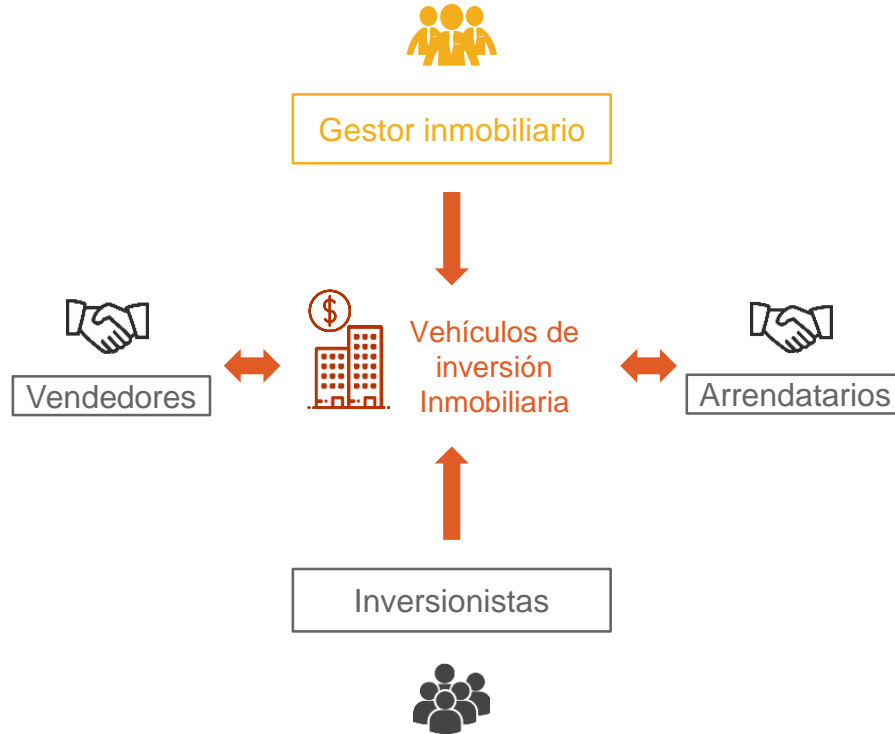 Gestor inmobiliario
$
Vehículos de
inversión
Inmobiliaria
Vendedores
Arrendatarios
Inversionistas